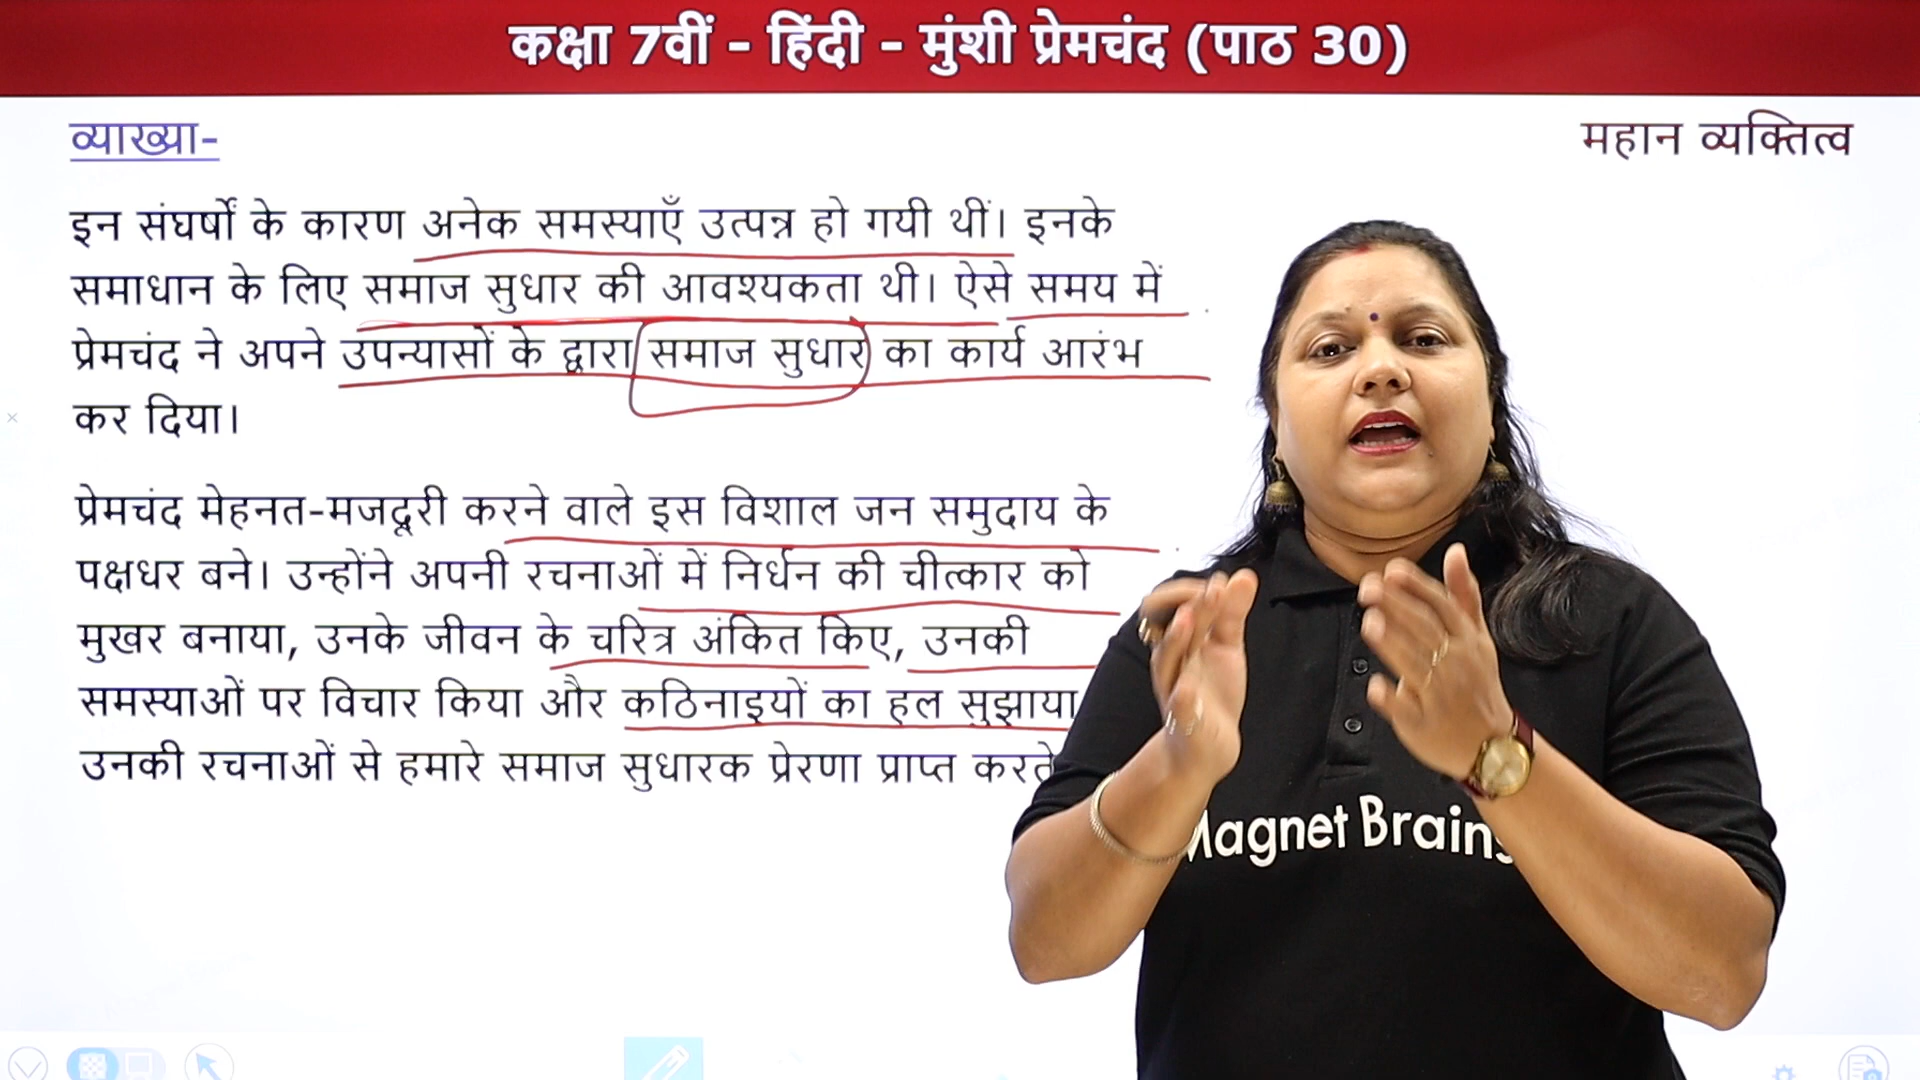 कक्षा 7वीं - हिंदी - मुंशी प्रेमचंद (पाठ 30)
व्याख्या-
महान व्यक्तित्व
इन संघर्षों के कारण अनेक समस्याएँ उत्पन्न हो गयी थीं। इनके
समाधान के लिए समाज सुधार की आवश्यकता थी। ऐसे समय में
प्रेमचंद ने अपने उपन्यासों के द्वारा समाज सुधार का कार्य आरंभ
कर दिया।
प्रेमचंद मेहनत-मजदूरी करने वाले इस विशाल जन समुदाय के
पक्षधर बने। उन्होंने अपनी रचनाओं में निर्धन की चीत्कार को
मुखर बनाया, उनके जीवन के चरित्र अंकित किए, उनकी
समस्याओं पर विचार किया और कठिनाइयों का हल सुझाया
उनकी रचनाओं से हमारे समाज सुधारक प्रेरणा प्राप्त करते
Magnet Brains